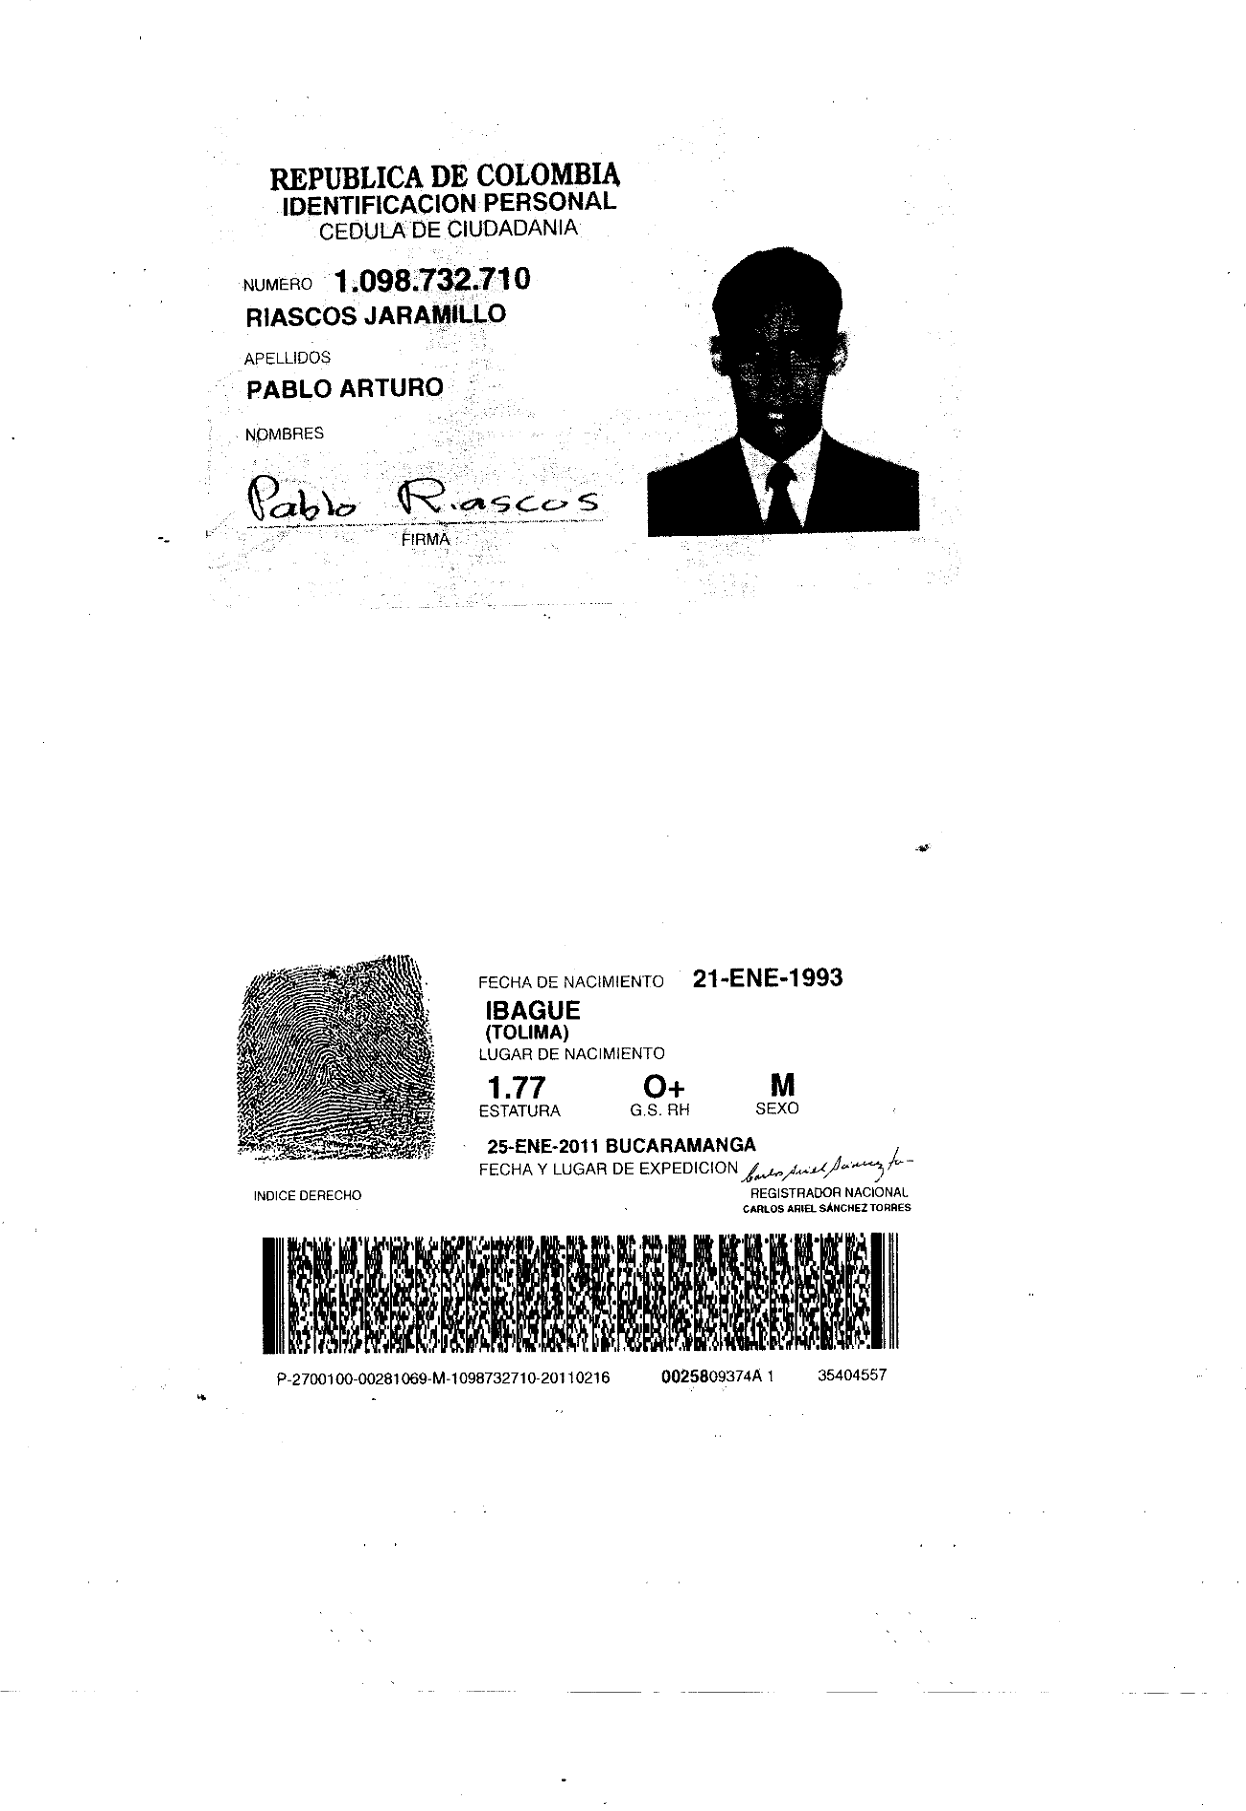 REPUBLICA DE COLOMBIA
IDENTIFICACION PERSONAL
CEDULA DE CIUDADANIA
NUMERO 1.098.732.710
RIASCOS JARAMILLO
APELLIDOS
PABLO ARTURO
NOMBRES
Pablo Riascos
FIRMA
FECHA DE NACIMIENTO 21-ENE-1993
IBAGUE
(TOLIMA)
LUGAR DE NACIMIENTO
1.77 O+ M
ESTATURA G.S. RH SEXO
25-ENE-2011 BUCARAMANGA
FECHA Y LUGAR DE EXPEDICION
INDICE DERECHO
REGISTRADOR NACIONAL
CARLOS ARIEL SÁNCHEZ TORRES
P-2700100-00281069-M-1098732710-20110216 0025809374A 1 35404557